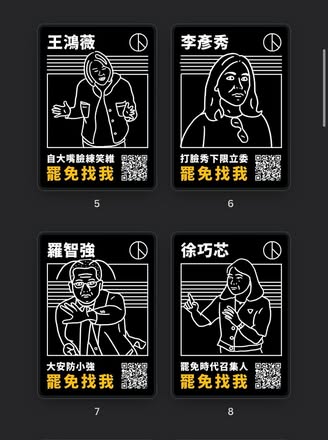 王鴻薇
自大嘴臉練笑維
罷免找我
5
李彥秀
打臉秀下限立委
罷免找我
6
羅智強
大安防小強
罷免找我
7
徐巧芯
罷免時代召集人
罷免找我
8